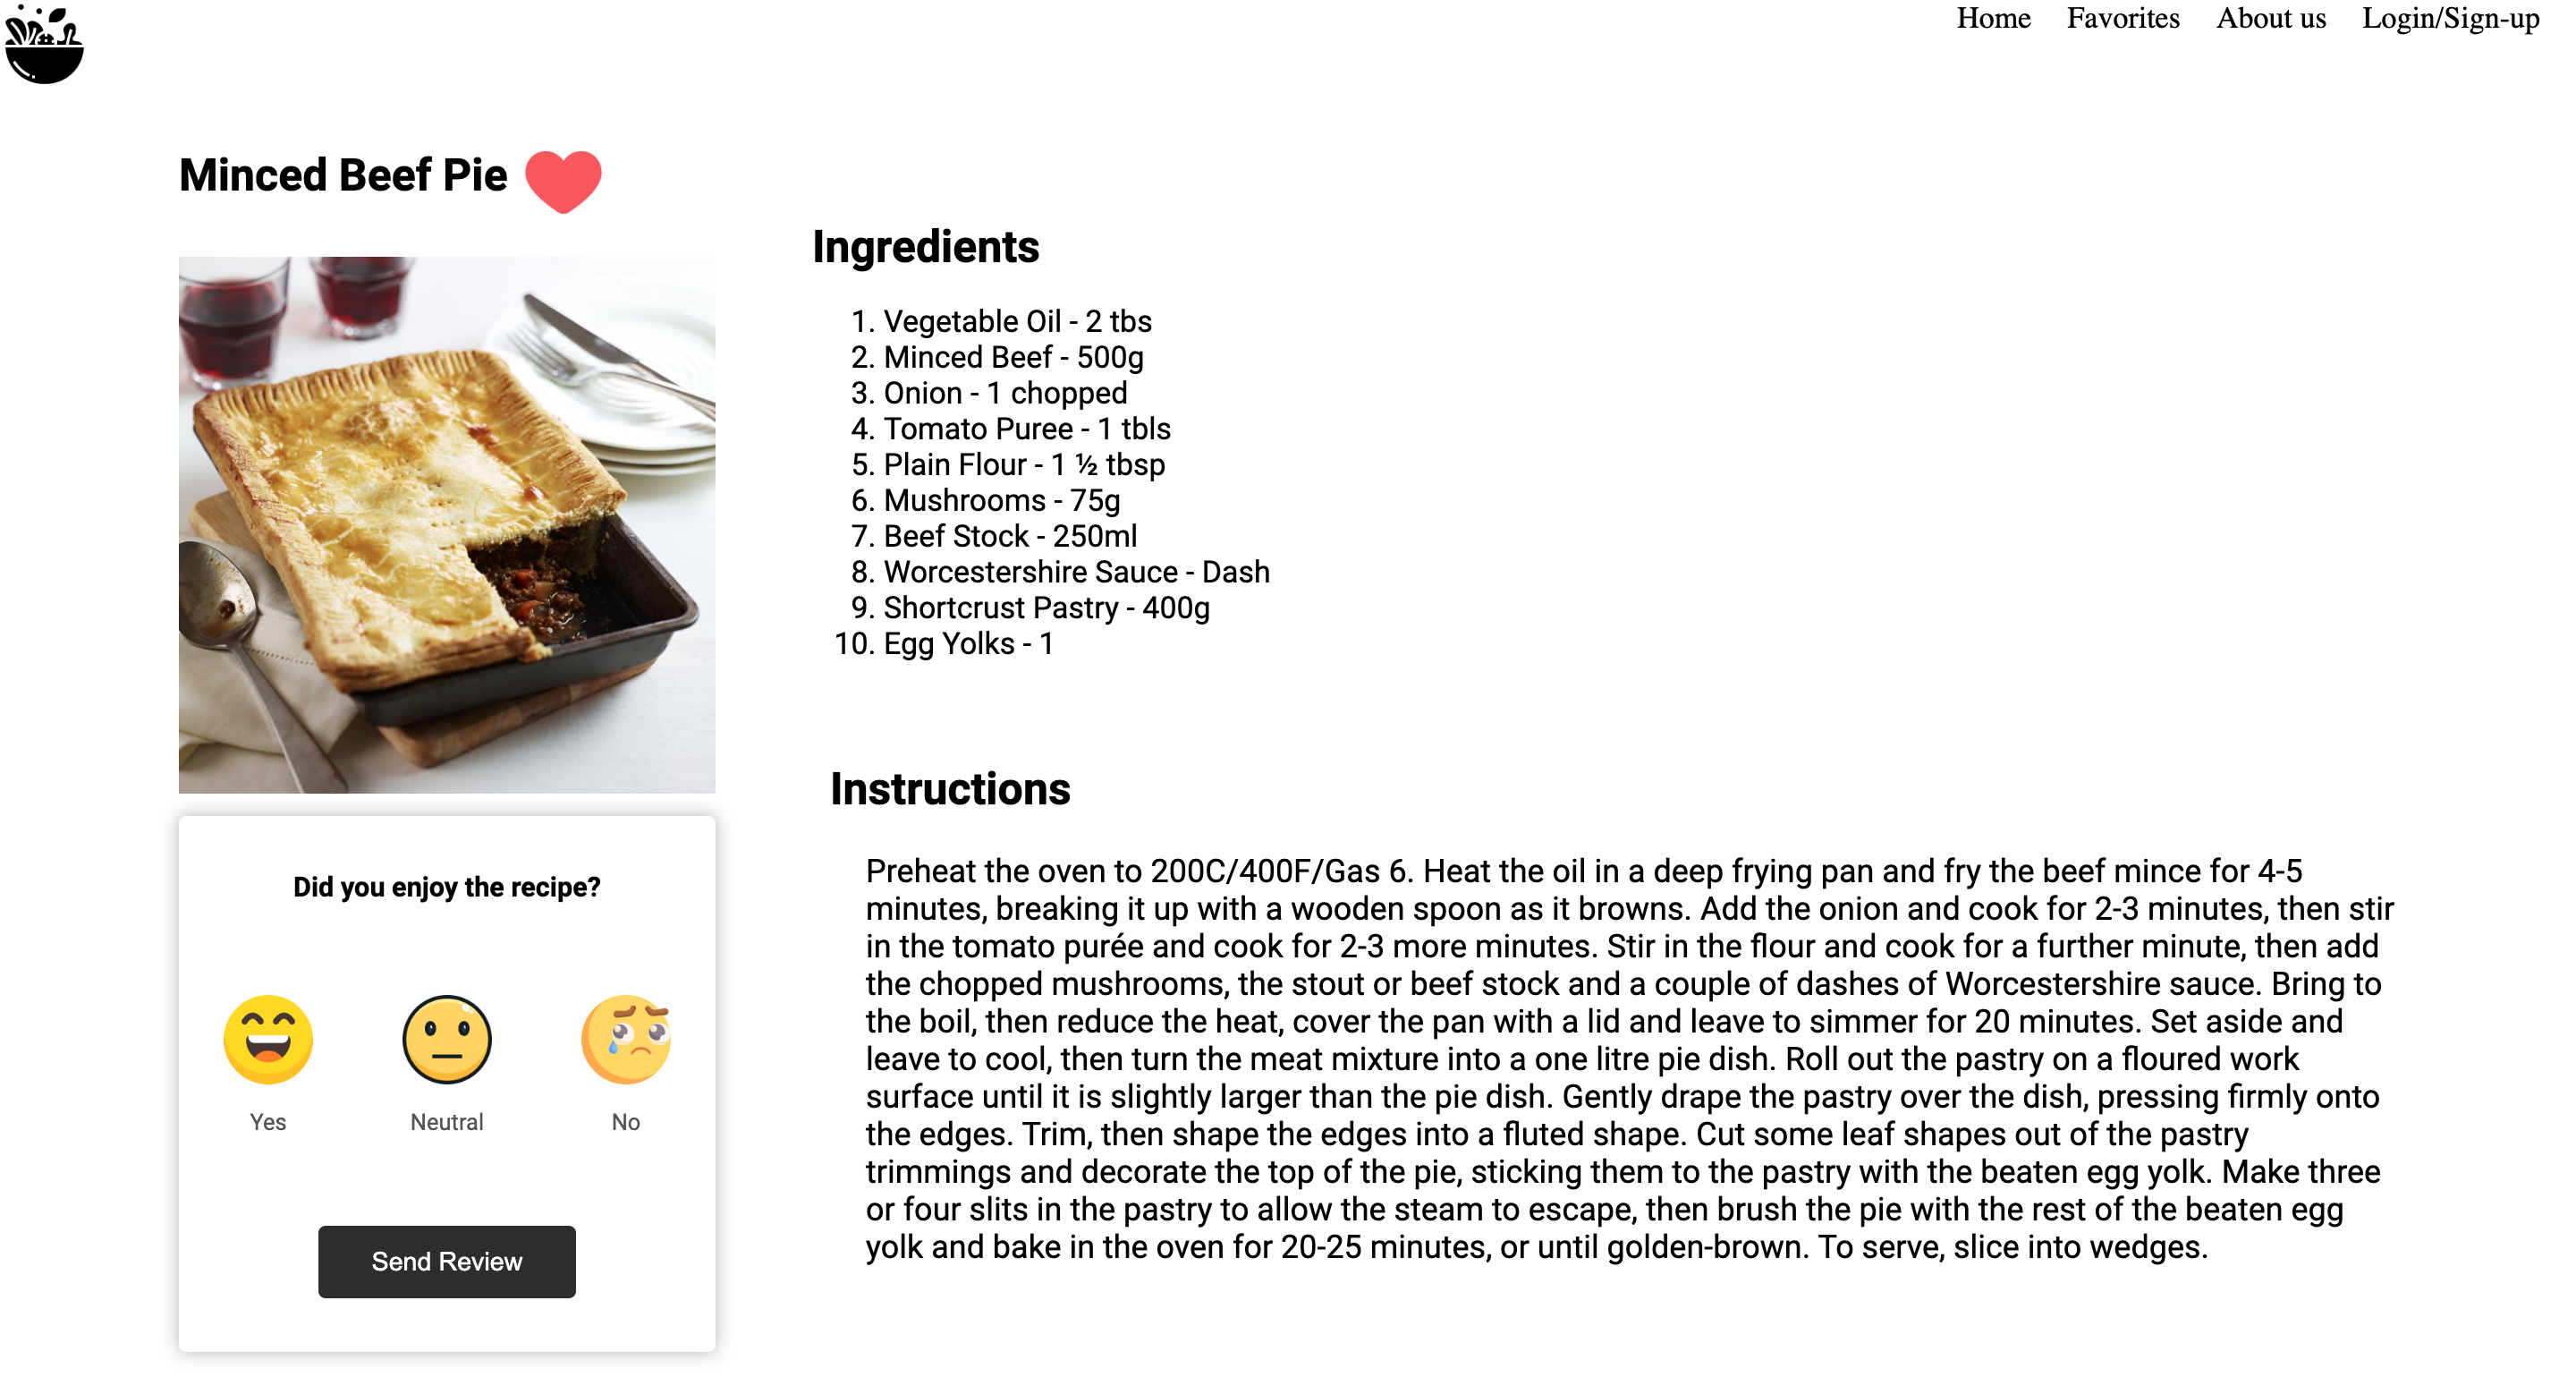 Home Favorites About us Login/Sign-up
Minced Beef Pie
Ingredients
1. Vegetable Oil - 2 tbs
2. Minced Beef - 500g
3. Onion - 1 chopped
4. Tomato Puree - 1 tbls
5. Plain Flour - 1 ½ tbsp
6. Mushrooms - 75g
7. Beef Stock - 250ml
8. Worcestershire Sauce - Dash
9. Shortcrust Pastry - 400g
10. Egg Yolks - 1
Did you enjoy the recipe?
Yes
Neutral
No
Send Review
Instructions
Preheat the oven to 200C/400F/Gas 6. Heat the oil in a deep frying pan and fry the beef mince for 4-5
minutes, breaking it up with a wooden spoon as it browns. Add the onion and cook for 2-3 minutes, then stir
in the tomato purée and cook for 2-3 more minutes. Stir in the flour and cook for a further minute, then add
the chopped mushrooms, the stout or beef stock and a couple of dashes of Worcestershire sauce. Bring to
the boil, then reduce the heat, cover the pan with a lid and leave to simmer for 20 minutes. Set aside and
leave to cool, then turn the meat mixture into a one litre pie dish. Roll out the pastry on a floured work
surface until it is slightly larger than the pie dish. Gently drape the pastry over the dish, pressing firmly onto
the edges. Trim, then shape the edges into a fluted shape. Cut some leaf shapes out of the pastry
trimmings and decorate the top of the pie, sticking them to the pastry with the beaten egg yolk. Make three
or four slits in the pastry to allow the steam to escape, then brush the pie with the rest of the beaten egg
yolk and bake in the oven for 20-25 minutes, or until golden-brown. To serve, slice into wedges.